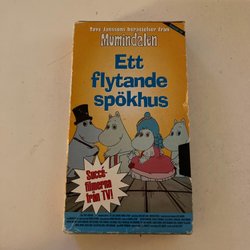 Tove Janssons berättelser från
Mumindalen
Ett
flytande
spökhus
Succé-
filmerna
från TV!